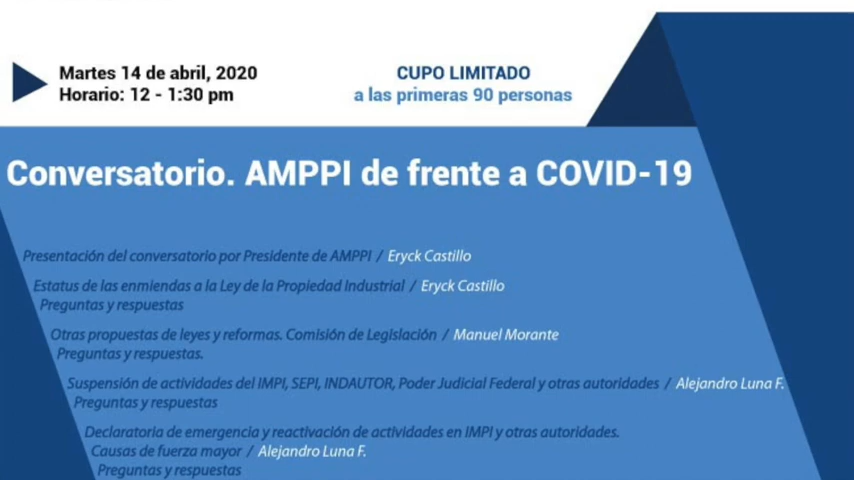 Martes 14 de abril, 2020
Horario: 12 - 1:30 pm
CUPO LIMITADO
a las primeras 90 personas
Conversatorio. AMPPI de frente a COVID-19
Presentación del conversatorio por Presidente de AMPPI / Eryck Castillo
Estatus de las enmiendas a la Ley de la Propiedad Industrial / Eryck Castillo
Preguntas y respuestas
Otras propuestas de leyes y reformas. Comisión de Legislación / Manuel Morante
Preguntas y respuestas.
Suspensión de actividades del IMPI, SEPI, INDAUTOR, Poder Judicial Federal y otras autoridades / Alejandro Luna F.
Preguntas y respuestas
Declaratoria de emergencia y reactivación de actividades en IMPI y otras autoridades.
Causas de fuerza mayor / Alejandro Luna F.
Preguntas y respuestas